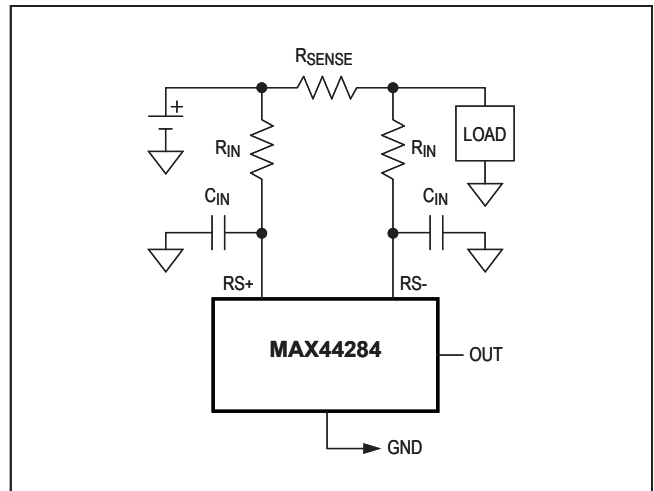 RSENSE
+
RIN
RIN
LOAD
CIN
CIN
RS+
RS-
MAX44284
OUT
GND